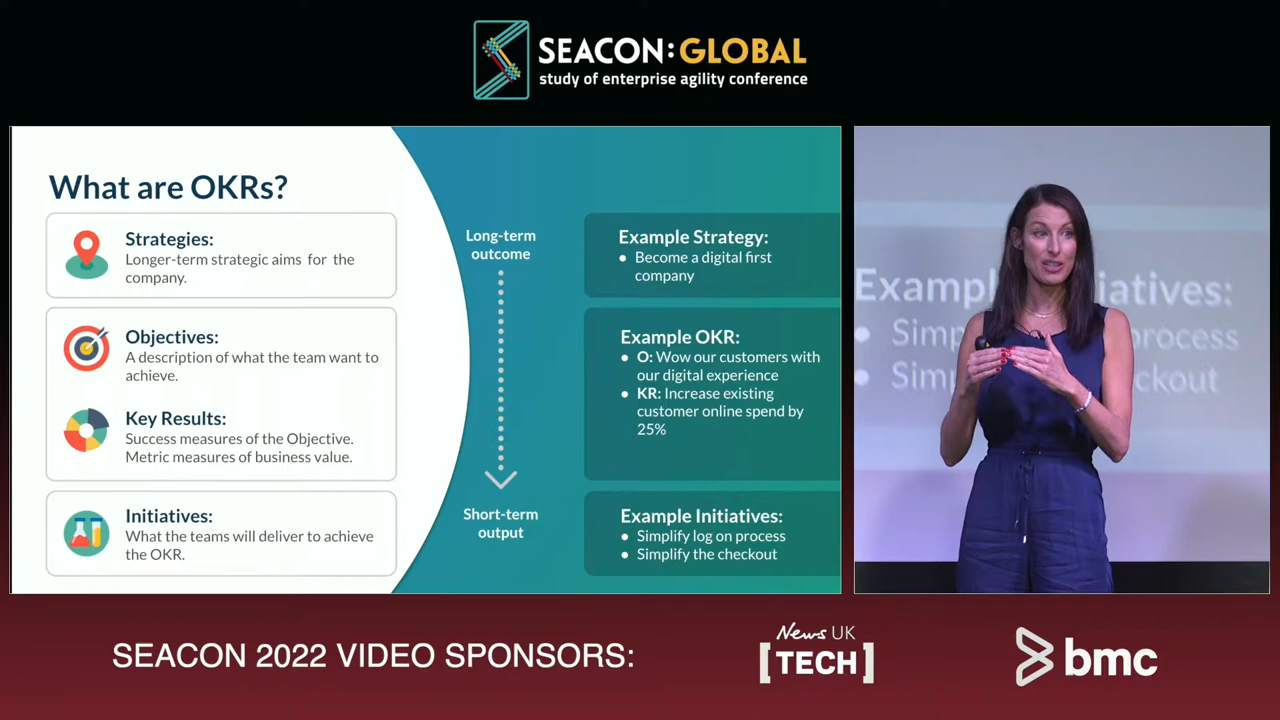 SEACON: GLOBAL
study of enterprise agility conference
What are OKRs?
Strategies:
Longer-term strategic aims for the
company.
Objectives:
A description of what the team want to
achieve.
Key Results:
Success measures of the Objective.
Metric measures of business value.
Initiatives:
What the teams will deliver to achieve
the OKR.
Long-term
outcome
Short-term
output
Example Strategy:
• Become a digital first
company
Example OKR:
• O: Wow our customers with
our digital experience
• KR: Increase existing
customer online spend by
25%
Example Initiatives:
• Simplify log on process
• Simplify the checkout
SEACON 2022 VIDEO SPONSORS:
News UK
[TECH]
bmc